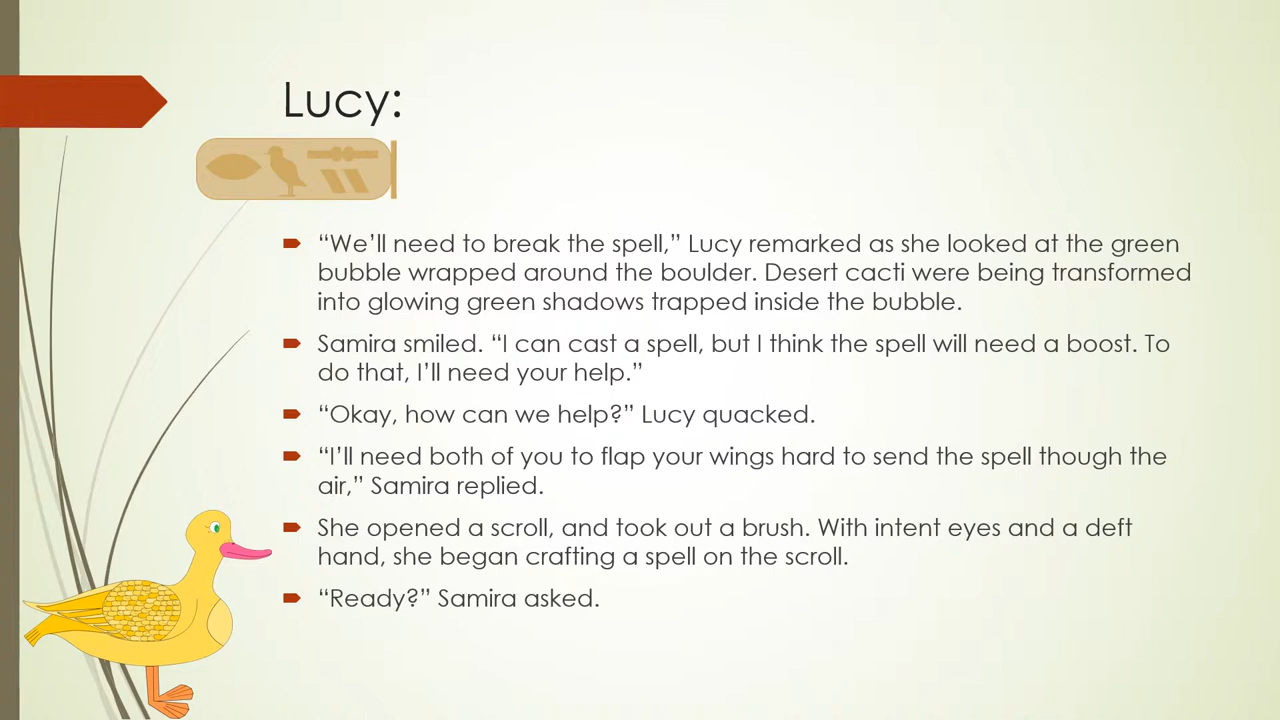 Lucy:
“We’ll need to break the spell,” Lucy remarked as she looked at the green
bubble wrapped around the boulder. Desert cacti were being transformed
into glowing green shadows trapped inside the bubble.
Samira smiled. “I can cast a spell, but I think the spell will need a boost. To
do that, I’ll need your help.”
“Okay, how can we help?” Lucy quacked.
“I’ll need both of you to flap your wings hard to send the spell though the
air,” Samira replied.
She opened a scroll, and took out a brush. With intent eyes and a deft
hand, she began crafting a spell on the scroll.
“Ready?” Samira asked.